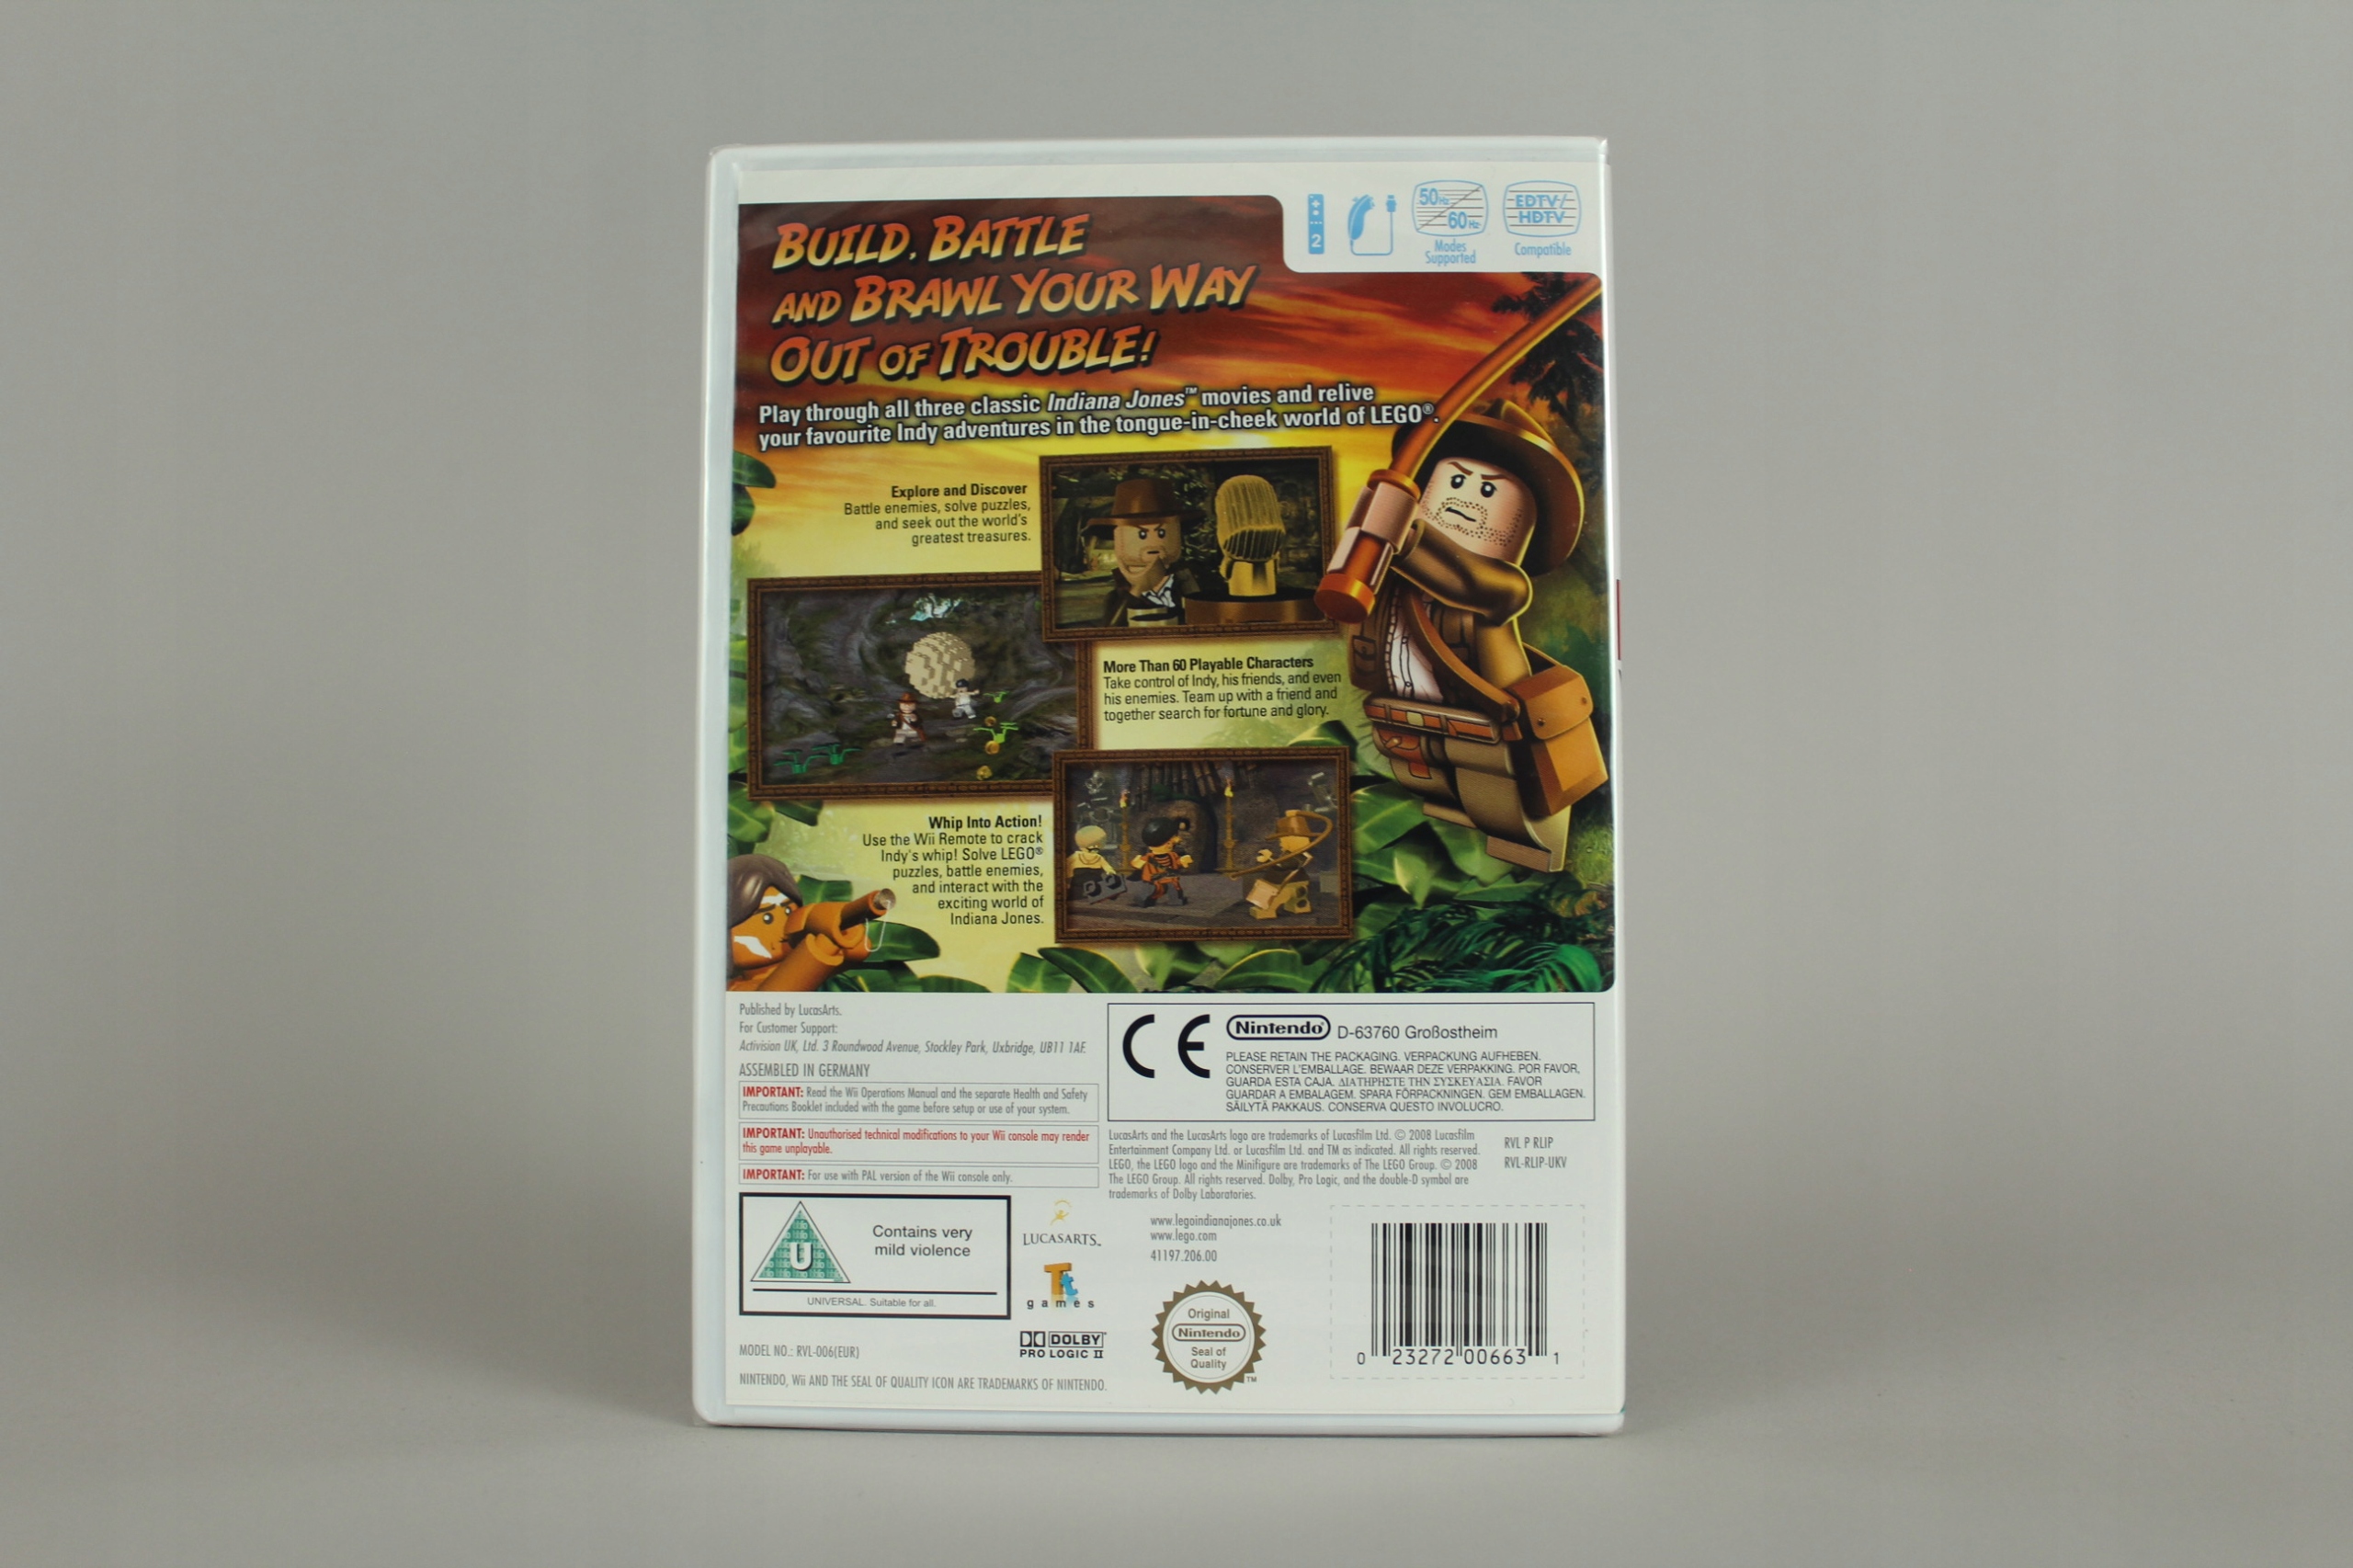 BUILD, BATTLE
AND BRAWL YOUR WAY
OUT OF TROUBLE!
2
50Hz
60Hz
Modes
Supported
EDTV/
HDTV
Compatible
Play through all three classic Indiana Jones™ movies and relive
your favourite Indy adventures in the tongue-in-cheek world of LEGO®.
Explore and Discover
Battle enemies, solve puzzles,
and seek out the world's
greatest treasures.
More Than 60 Playable Characters
Take control of Indy, his friends, and even
his enemies. Team up with a friend and
together search for fortune and glory.
Whip Into Action!
Use the Wii Remote to crack
Indy's whip! Solve LEGO®
puzzles, battle enemies,
and interact with the
exciting world of
Indiana Jones.
Published by LucasArts.
For Customer Support:
Activision UK, Ltd. 3 Roundwood Avenue, Stockley Park, Uxbridge, UB11 1AF.
ASSEMBLED IN GERMANY
IMPORTANT: Read the Wii Operations Manual and the separate Health and Safety
Precautions Booklet included with the game before setup or use of your system.
IMPORTANT: Unauthorised technical modifications to your Wii console may render
this game unplayable.
IMPORTANT: For use with PAL version of the Wii console only.
CE
Nintendo® D-63760 Großostheim
PLEASE RETAIN THE PACKAGING. VERPACKUNG AUFHEBEN.
CONSERVER L'EMBALLAGE. BEWAAR DEZE VERPAKKING. POR FAVOR,
GUARDA ESTA CAJA. ΔΙΑΤΗΡΗΣΤΕ ΤΗΝ ΣΥΣΚΕΥΑΣΙΑ. FAVOR
GUARDAR A EMBALAGEM. SPARA FÖRPACKNINGEN. GEM EMBALLAGEN.
SÄILYTÄ PAKKAUS. CONSERVA QUESTO INVOLUCRO.
LucasArts and the LucasArts logo are trademarks of Lucasfilm Ltd. © 2008 Lucasfilm
Entertainment Company Ltd. or Lucasfilm Ltd. and TM as indicated. All rights reserved.
LEGO, the LEGO logo and the Minifigure are trademarks of The LEGO Group. © 2008
The LEGO Group. All rights reserved. Dolby, Pro Logic, and the double-D symbol are
trademarks of Dolby Laboratories.
RVL P RLIP
RVL-RLIP-UKV
U
Contains very
mild violence
UNIVERSAL. Suitable for all.
LUCASARTS™
Tt
games
DOLBY®
PRO LOGIC II
www.legoindianajones.co.uk
www.lego.com
41197.206.00
Original
Nintendo®
Seal of
Quality
™
0 23272 00663 1
MODEL NO.: RVL-006(EUR)
NINTENDO, Wii AND THE SEAL OF QUALITY ICON ARE TRADEMARKS OF NINTENDO.